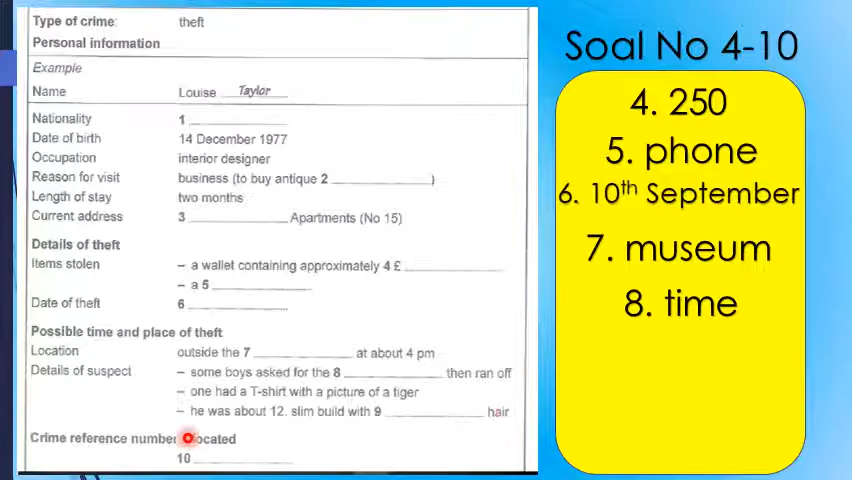 Type of crime: theft
Personal information
Example
Name Louise Taylor
Nationality 1
Date of birth 14 December 1977
Occupation interior designer
Reason for visit business (to buy antique 2 )
Length of stay two months
Current address 3 Apartments (No 15)
Details of theft
Items stolen – a wallet containing approximately 4 £
– a 5
Date of theft 6
Possible time and place of theft
Location outside the 7 at about 4 pm
Details of suspect – some boys asked for the 8 then ran off
– one had a T-shirt with a picture of a tiger
– he was about 12. slim build with 9 hair
Crime reference number located
10
Soal No 4-10
4. 250
5. phone
6. 10th September
7. museum
8. time